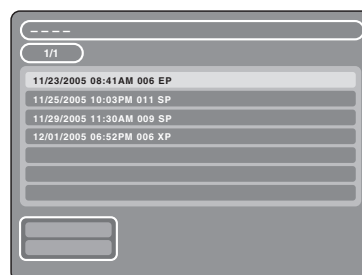 – – – –
1/1
11/23/2005 08:41AM 006 EP
11/25/2005 10:03PM 011 SP
11/29/2005 11:30AM 009 SP
12/01/2005 06:52PM 006 XP